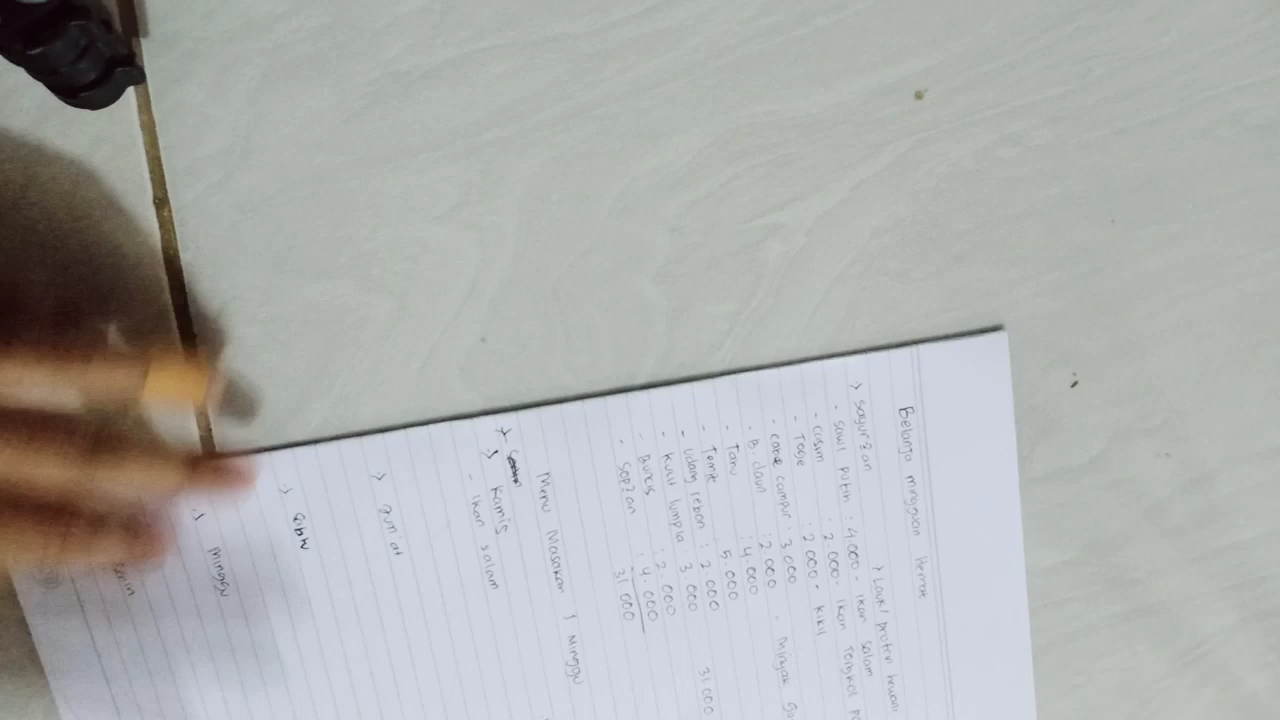 Belanja mingguan Hemat
> Sayur2an > Lauk/ protein hewani
- Sawi putih : 4.000 - Ikan salam
- Casim : 2.000 - Ikan Tongkol
- Toge : 2.000 - Kikil
- cabe campur : 3.000
- B. daun : 2.000 - Minyak
- Tahu : 4.000
- Tempe 5.000
- Udang rebon : 2.000
- kulit lumpia : 3.000 31.000
- Buncis : 2.000
- Sop2an : 4.000
31.000
Menu Masakan 1 Minggu
> Kamis
- Ikan salam
> Jum'at
> Sabtu
> Minggu
senin